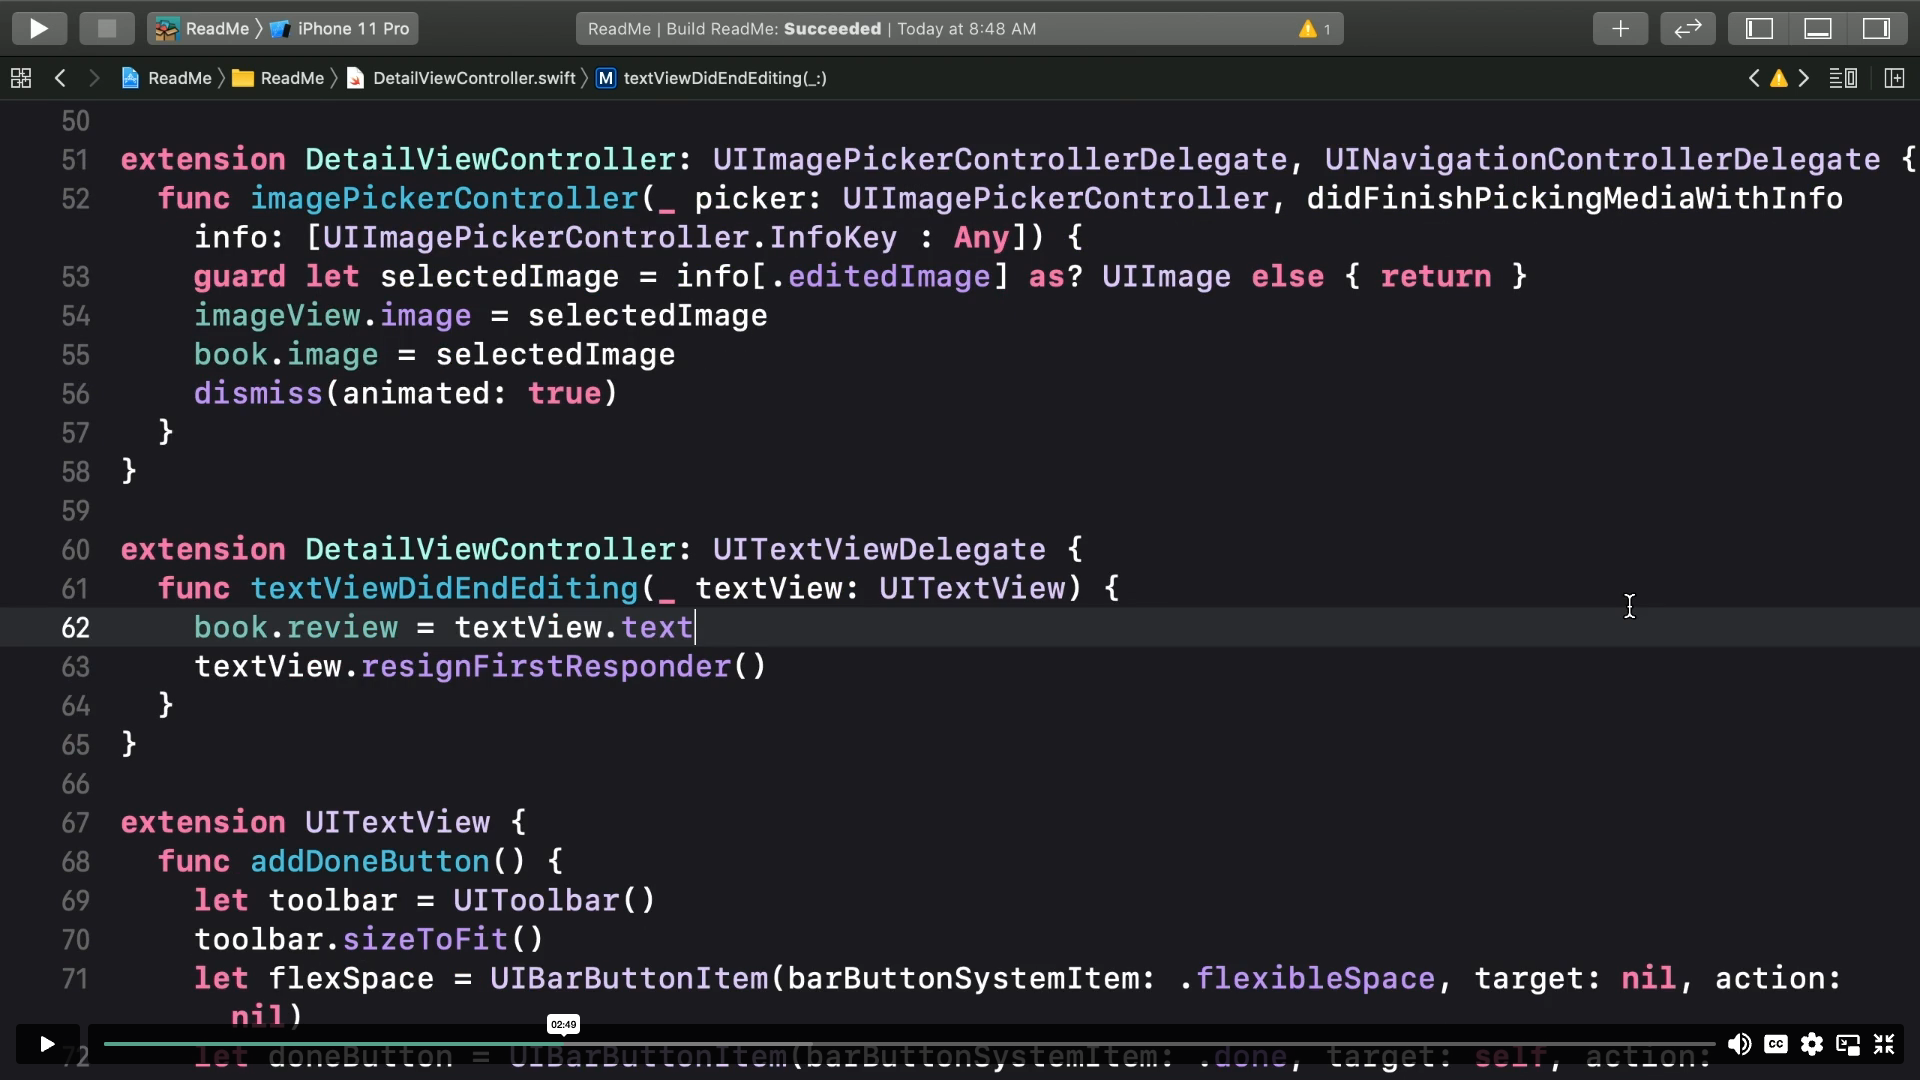 ReadMe 〉 iPhone 11 Pro
ReadMe | Build ReadMe: Succeeded | Today at 8:48 AM
1
ReadMe 〉 ReadMe 〉 DetailViewController.swift 〉 M textViewDidEndEditing(_:)
50
51 extension DetailViewController: UIImagePickerControllerDelegate, UINavigationControllerDelegate {
52 func imagePickerController(_ picker: UIImagePickerController, didFinishPickingMediaWithInfo
info: [UIImagePickerController.InfoKey : Any]) {
53 guard let selectedImage = info[.editedImage] as? UIImage else { return }
54 imageView.image = selectedImage
55 book.image = selectedImage
56 dismiss(animated: true)
57 }
58 }
59
60 extension DetailViewController: UITextViewDelegate {
61 func textViewDidEndEditing(_ textView: UITextView) {
62 book.review = textView.text
63 textView.resignFirstResponder()
64 }
65 }
66
67 extension UITextView {
68 func addDoneButton() {
69 let toolbar = UIToolbar()
70 toolbar.sizeToFit()
71 let flexSpace = UIBarButtonItem(barButtonSystemItem: .flexibleSpace, target: nil, action:
nil)
02:49
72 let doneButton = UIBarButtonItem(barButtonSystemItem: .done, target: self, action:
CC